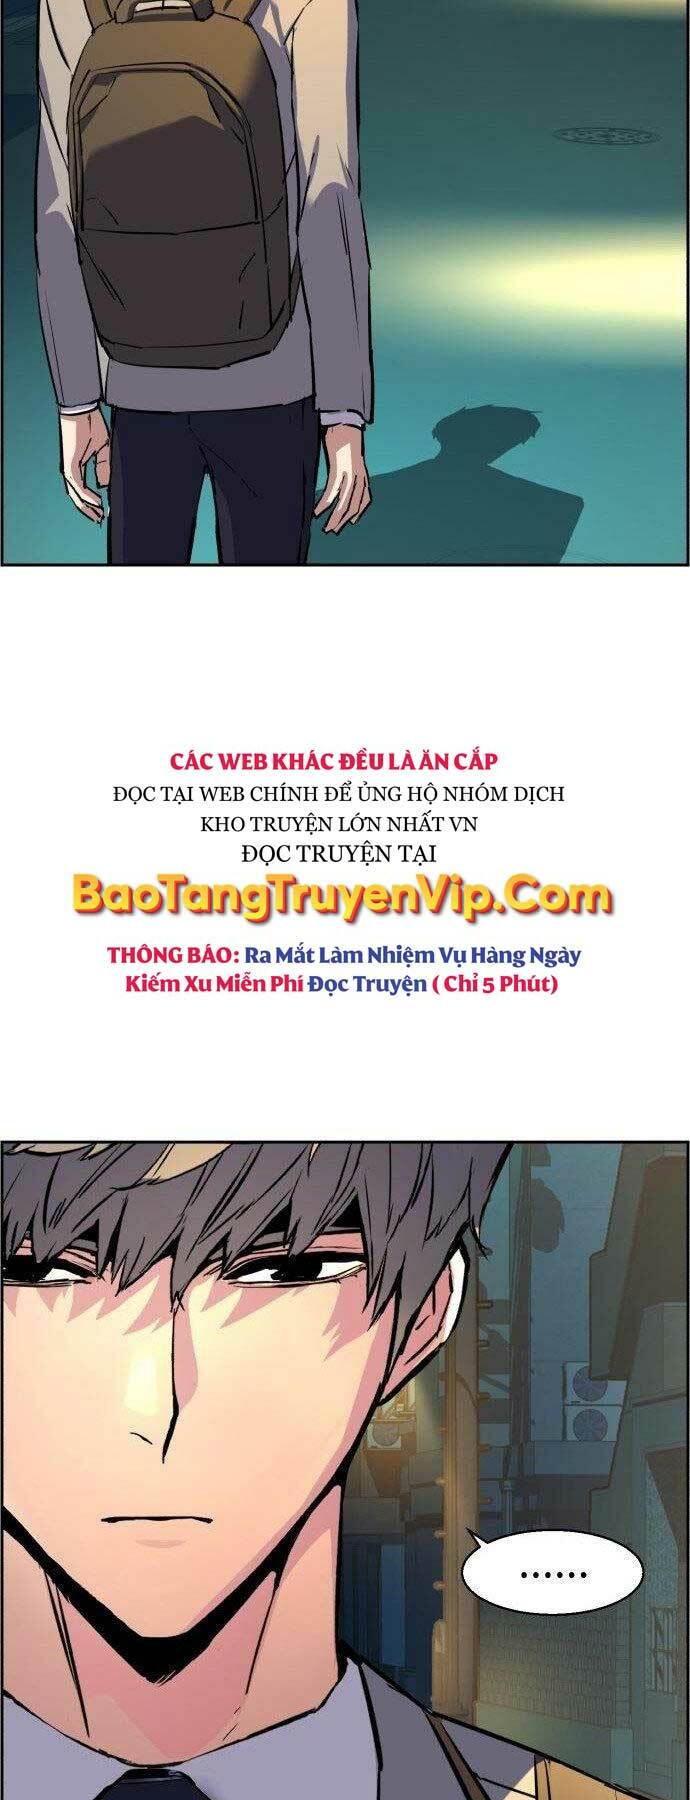 CÁC WEB KHÁC ĐỀU LÀ ĂN CẮP
ĐỌC TẠI WEB CHÍNH ĐỂ ỦNG HỘ NHÓM DỊCH
KHO TRUYỆN LỚN NHẤT VN
ĐỌC TRUYỆN TẠI
BaoTangTruyenVip.Com
THÔNG BÁO: Ra Mắt Làm Nhiệm Vụ Hàng Ngày
Kiếm Xu Miễn Phí Đọc Truyện ( Chỉ 5 Phút)
......